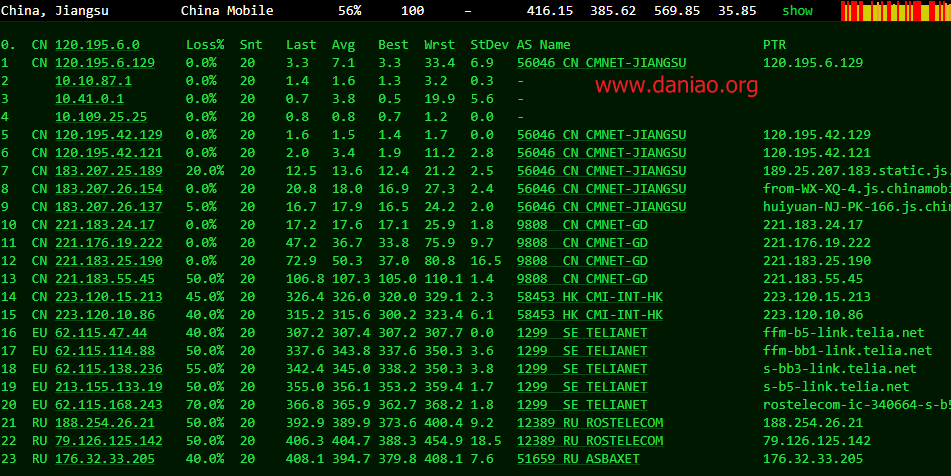 China, Jiangsu China Mobile 56% 100 – 416.15 385.62 569.85 35.85 show
0. CN 120.195.6.0 Loss% Snt Last Avg Best Wrst StDev AS Name PTR
1 CN 120.195.6.129 0.0% 20 3.3 7.1 3.3 33.4 6.9 56046 CN CMNET-JIANGSU 120.195.6.129
2 10.10.87.1 0.0% 20 1.4 1.6 1.3 3.2 0.3 –
www.daniao.org
3 10.41.0.1 0.0% 20 0.7 3.8 0.5 19.9 5.6 –
4 10.109.25.25 0.0% 20 0.8 0.8 0.7 1.2 0.0 –
5 CN 120.195.42.129 0.0% 20 1.6 1.5 1.4 1.7 0.0 56046 CN CMNET-JIANGSU 120.195.42.129
6 CN 120.195.42.121 0.0% 20 2.0 3.4 1.9 11.2 2.8 56046 CN CMNET-JIANGSU 120.195.42.121
7 CN 183.207.25.189 20.0% 20 12.5 13.6 12.4 21.2 2.5 56046 CN CMNET-JIANGSU 189.25.207.183.static.js.
8 CN 183.207.26.154 0.0% 20 20.8 18.0 16.9 27.3 2.4 56046 CN CMNET-JIANGSU from-WX-XQ-4.js.chinamobi
9 CN 183.207.26.137 5.0% 20 16.7 17.9 16.5 24.2 2.0 56046 CN CMNET-JIANGSU huiyuan-NJ-PK-166.js.chin
10 CN 221.183.24.17 0.0% 20 17.2 17.6 17.1 25.9 1.8 9808 CN CMNET-GD 221.183.24.17
11 CN 221.176.19.222 0.0% 20 47.2 36.7 33.8 75.9 9.7 9808 CN CMNET-GD 221.176.19.222
12 CN 221.183.25.190 0.0% 20 72.9 50.3 37.0 80.8 16.5 9808 CN CMNET-GD 221.183.25.190
13 CN 221.183.55.45 50.0% 20 106.8 107.3 105.0 110.1 1.4 9808 CN CMNET-GD 221.183.55.45
14 CN 223.120.15.213 45.0% 20 326.4 326.0 320.0 329.1 2.3 58453 HK CMI-INT-HK 223.120.15.213
15 CN 223.120.10.86 40.0% 20 315.2 315.6 300.2 323.4 6.1 58453 HK CMI-INT-HK 223.120.10.86
16 EU 62.115.47.44 40.0% 20 307.2 307.4 307.2 307.7 0.0 1299 SE TELIANET ffm-b5-link.telia.net
17 EU 62.115.114.88 50.0% 20 337.6 343.8 337.6 350.3 3.6 1299 SE TELIANET ffm-bb1-link.telia.net
18 EU 62.115.138.236 55.0% 20 342.4 345.0 338.2 350.3 3.8 1299 SE TELIANET s-bb3-link.telia.net
19 EU 213.155.133.19 50.0% 20 355.0 356.1 353.2 359.4 1.7 1299 SE TELIANET s-b5-link.telia.net
20 EU 62.115.168.243 70.0% 20 366.8 365.9 362.7 368.2 1.8 1299 SE TELIANET rostelecom-ic-340664-s-b5
21 RU 188.254.26.21 50.0% 20 392.9 389.9 373.6 400.4 9.2 12389 RU ROSTELECOM 188.254.26.21
22 RU 79.126.125.142 50.0% 20 406.3 404.7 388.3 454.9 18.5 12389 RU ROSTELECOM 79.126.125.142
23 RU 176.32.33.205 40.0% 20 408.1 394.7 379.8 408.1 7.6 51659 RU ASBAXET 176.32.33.205